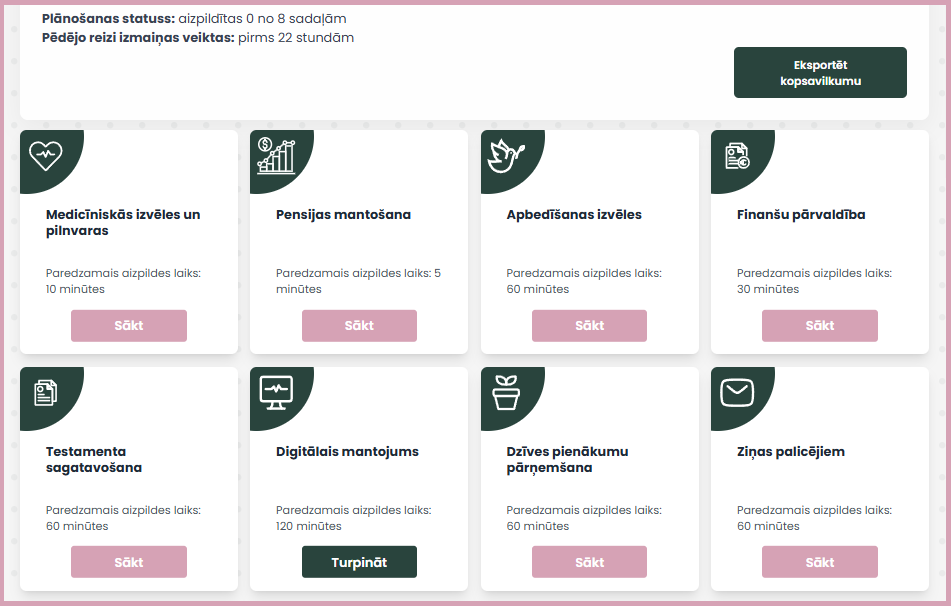 Plānošanas statuss: aizpildītas 0 no 8 sadaļām
Pēdējo reizi izmaiņas veiktas: pirms 22 stundām
Eksportēt
kopsavilkumu
Medicīniskās izvēles un
pilnvaras
Paredzamais aizpildes laiks:
10 minūtes
Sākt
Pensijas mantošana
Paredzamais aizpildes laiks: 5
minūtes
Sākt
Apbedīšanas izvēles
Paredzamais aizpildes laiks:
60 minūtes
Sākt
Finanšu pārvaldība
Paredzamais aizpildes laiks:
30 minūtes
Sākt
Testamenta
sagatavošana
Paredzamais aizpildes laiks:
60 minūtes
Sākt
Digitālais mantojums
Paredzamais aizpildes laiks:
120 minūtes
Turpināt
Dzīves pienākumu
pārņemšana
Paredzamais aizpildes laiks:
60 minūtes
Sākt
Ziņas palicējiem
Paredzamais aizpildes laiks:
60 minūtes
Sākt